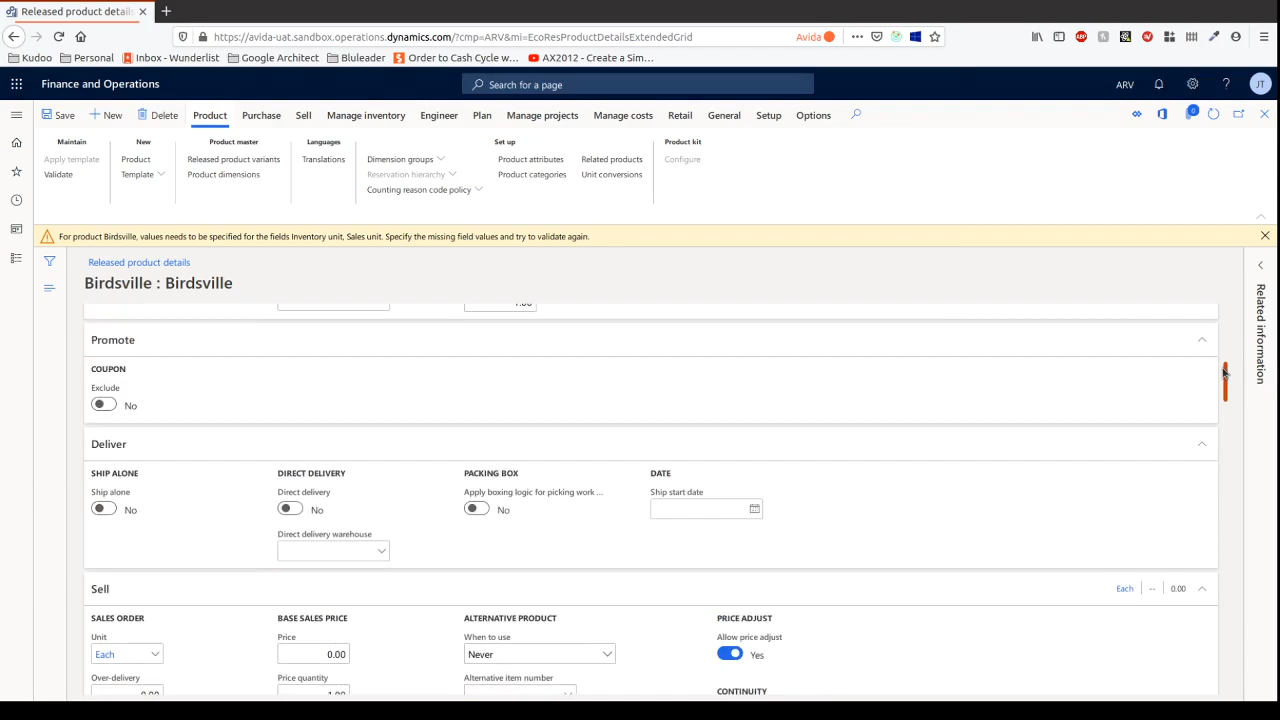 Released product details
https://avida-uat.sandbox.operations.dynamics.com/?cmp=ARV&mi=EcoResProductDetailsExtendedGrid
Avida
Kudoo
Personal
Inbox - Wunderlist
Google Architect
Bluleader
Order to Cash Cycle w...
AX2012 - Create a Sim...
Finance and Operations
Search for a page
ARV
? JT
Save
New
Delete
Product
Purchase
Sell
Manage inventory
Engineer
Plan
Manage projects
Manage costs
Retail
General
Setup
Options
0
Maintain
New
Product master
Languages
Set up
Product kit
Apply template
Product
Released product variants
Translations
Dimension groups
Product attributes
Related products
Configure
Validate
Template
Product dimensions
Reservation hierarchy
Product categories
Unit conversions
Counting reason code policy
For product Birdsville, values needs to be specified for the fields Inventory unit, Sales unit. Specify the missing field values and try to validate again.
Released product details
Birdsville : Birdsville
Related information
1.00
Promote
COUPON
Exclude
No
Deliver
SHIP ALONE
DIRECT DELIVERY
PACKING BOX
DATE
Ship alone
Direct delivery
Apply boxing logic for picking work ...
Ship start date
No
No
No
Direct delivery warehouse
Sell
Each
--
0.00
SALES ORDER
BASE SALES PRICE
ALTERNATIVE PRODUCT
PRICE ADJUST
Unit
Price
When to use
Allow price adjust
Each
0.00
Never
Yes
Over-delivery
Price quantity
Alternative item number
CONTINUITY
0.00
1.00